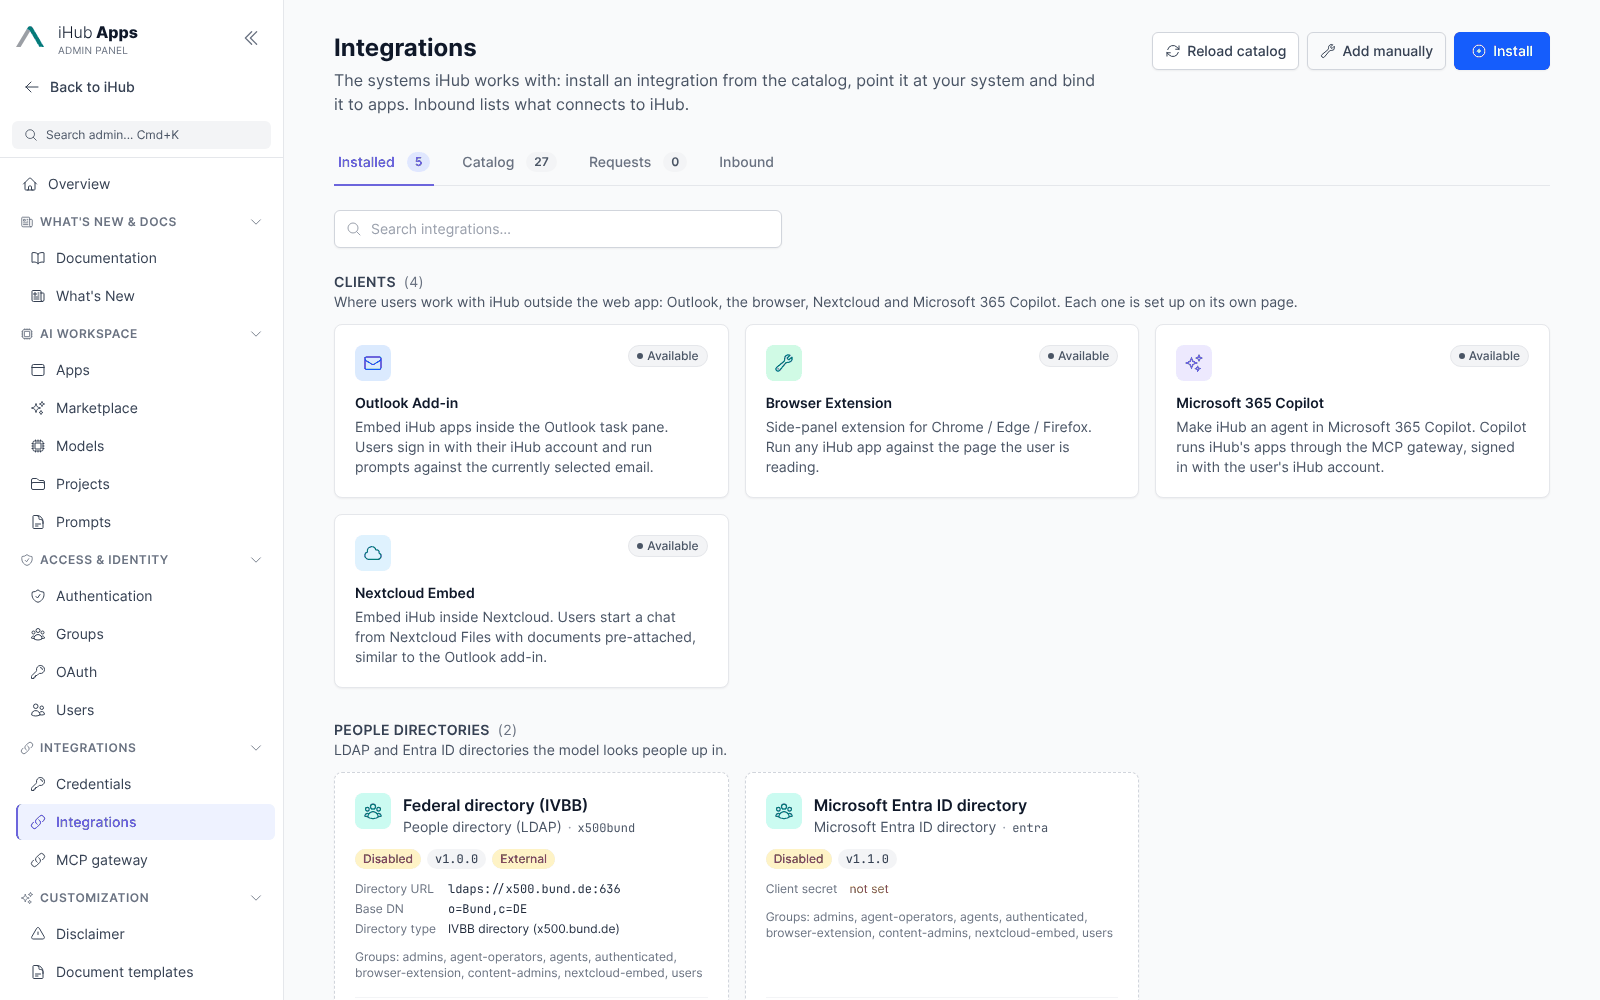 iHub Apps
ADMIN PANEL
Back to iHub
Search admin... Cmd+K
Overview
WHAT'S NEW & DOCS
Documentation
What's New
AI WORKSPACE
Apps
Marketplace
Models
Projects
Prompts
ACCESS & IDENTITY
Authentication
Groups
OAuth
Users
INTEGRATIONS
Credentials
Integrations
MCP gateway
CUSTOMIZATION
Disclaimer
Document templates
Integrations
The systems iHub works with: install an integration from the catalog, point it at your system and bind
it to apps. Inbound lists what connects to iHub.
Reload catalog
Add manually
Install
Installed 5
Catalog 27
Requests 0
Inbound
Search integrations...
CLIENTS (4)
Where users work with iHub outside the web app: Outlook, the browser, Nextcloud and Microsoft 365 Copilot. Each one is set up on its own page.
Available
Outlook Add-in
Embed iHub apps inside the Outlook task pane.
Users sign in with their iHub account and run
prompts against the currently selected email.
Available
Browser Extension
Side-panel extension for Chrome / Edge / Firefox.
Run any iHub app against the page the user is
reading.
Available
Microsoft 365 Copilot
Make iHub an agent in Microsoft 365 Copilot. Copilot
runs iHub's apps through the MCP gateway, signed
in with the user's iHub account.
Available
Nextcloud Embed
Embed iHub inside Nextcloud. Users start a chat
from Nextcloud Files with documents pre-attached,
similar to the Outlook add-in.
PEOPLE DIRECTORIES (2)
LDAP and Entra ID directories the model looks people up in.
Federal directory (IVBB)
People directory (LDAP) · x500bund
Disabled v1.0.0 External
Directory URL ldaps://x500.bund.de:636
Base DN o=Bund,c=DE
Directory type IVBB directory (x500.bund.de)
Groups: admins, agent-operators, agents, authenticated,
browser-extension, content-admins, nextcloud-embed, users
Microsoft Entra ID directory
Microsoft Entra ID directory · entra
Disabled v1.1.0
Client secret not set
Groups: admins, agent-operators, agents, authenticated,
browser-extension, content-admins, nextcloud-embed, users